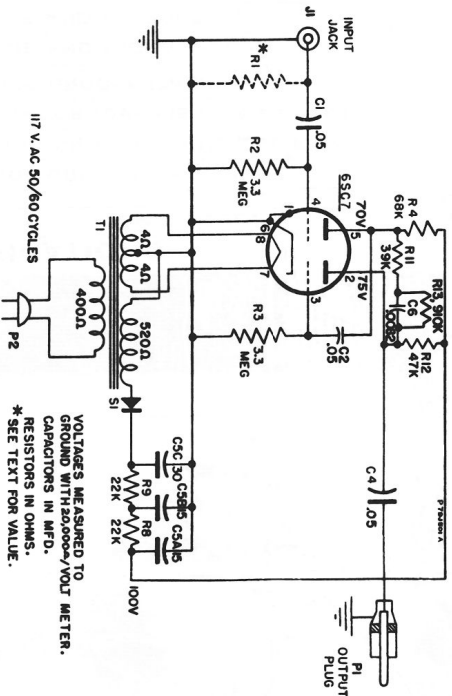 J1
INPUT
JACK
*
R1
C1
.05
R2
3.3
MEG
6SC7
4
5
70V
2
75V
3
1
6
8
7
R4
68K
R11
39K
R13, 910K
C6
R12
47K
R3
3.3
MEG
C2
.05
C4
.05
P1
OUTPUT
PLUG
T1
4Ω
4Ω
520Ω
400Ω
S1
P2
117 V. AC 50/60 CYCLES
C5C
30
C5B
15
C5A
15
R9
22K
R8
22K
100V
VOLTAGES MEASURED TO
GROUND WITH 20,000Ω/VOLT METER.
CAPACITORS IN MFD.
RESISTORS IN OHMS.
*SEE TEXT FOR VALUE.